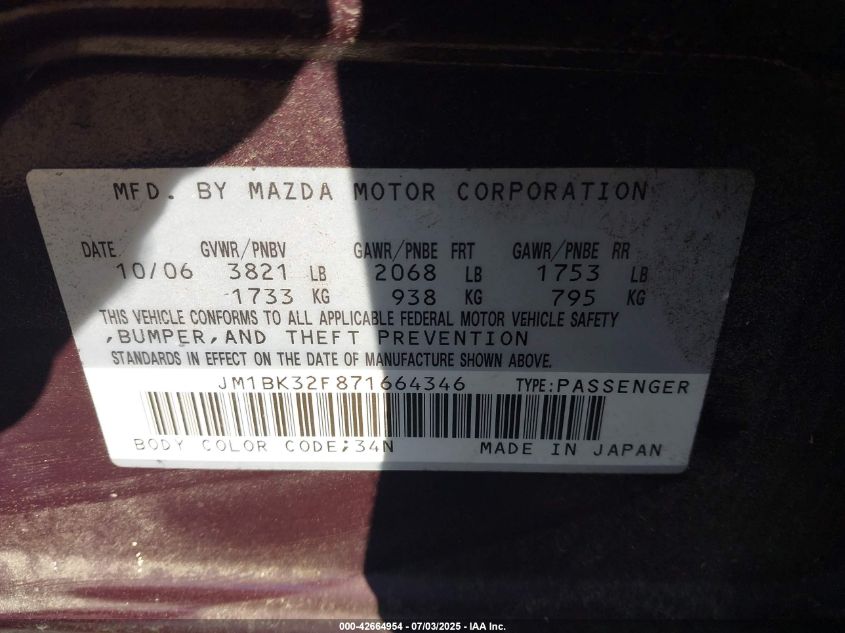 MFD. BY MAZDA MOTOR CORPORATION
DATE GVWR/PNBV GAWR/PNBE FRT GAWR/PNBE RR
10/06 3821 LB 2068 LB 1753 LB
1733 KG 938 KG 795 KG
THIS VEHICLE CONFORMS TO ALL APPLICABLE FEDERAL MOTOR VEHICLE SAFETY
,BUMPER,AND THEFT PREVENTION
STANDARDS IN EFFECT ON THE DATE OF MANUFACTURE SHOWN ABOVE.
JM1BK32F871664346 TYPE:PASSENGER
BODY COLOR CODE;34N MADE IN JAPAN
000-42664954 - 07/03/2025 - IAA Inc.